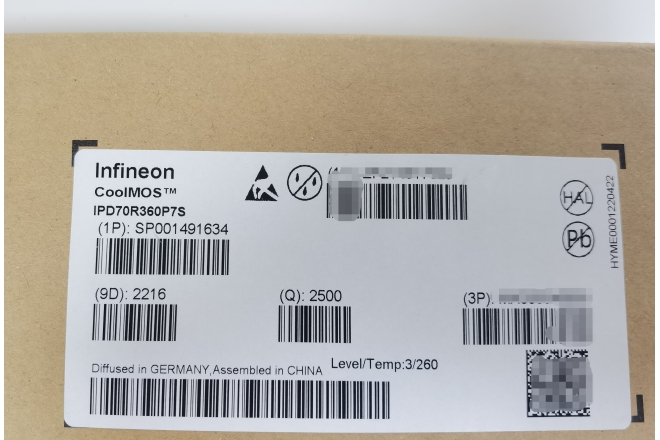 Infineon
CoolMOS™
IPD70R360P7S
(1P): SP001491634
HAL
Pb
HYME0001220422
(9D): 2216
(Q): 2500
(3P):
Diffused in GERMANY,Assembled in CHINA
Level/Temp:3/260